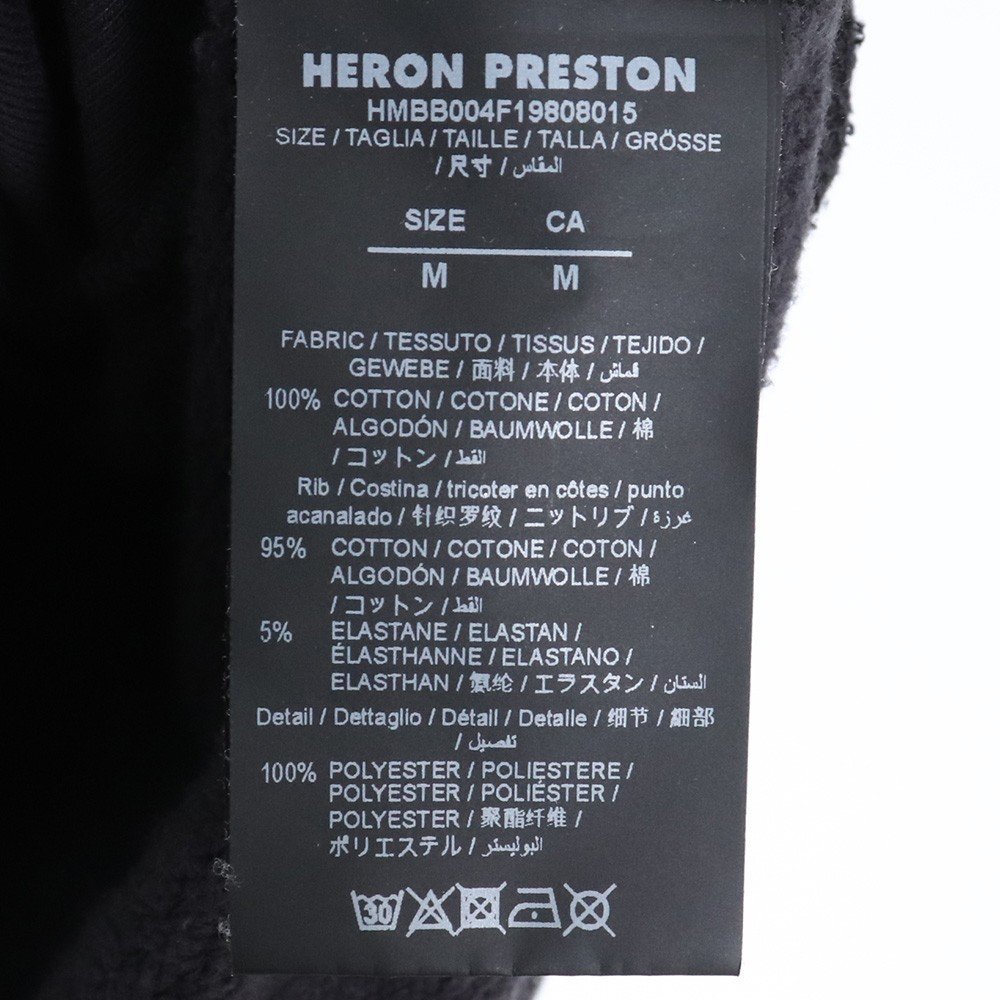 HERON PRESTON
HMBB004F19808015
SIZE / TAGLIA / TAILLE / TALLA / GRÖSSE
/ 尺寸 / المقاس
SIZE CA
M M
FABRIC / TESSUTO / TISSUS / TEJIDO /
GEWEBE / 面料 / 本体 / قماش
100% COTTON / COTONE / COTON /
ALGODÓN / BAUMWOLLE / 棉
/ コットン / القط
Rib / Costina / tricoter en côtes / punto
acanalado / 针织罗纹 / ニットリブ / غرزة
95% COTTON / COTONE / COTON /
ALGODÓN / BAUMWOLLE / 棉
/ コットン / القط
5% ELASTANE / ELASTAN /
ÉLASTHANNE / ELASTANO /
ELASTHAN / 氨纶 / エラスタン / الستان
Detail / Dettaglio / Détail / Detalle / 细节 / 細部
/ تفصيل
100% POLYESTER / POLIESTERE /
POLYESTER / POLIÉSTER /
POLYESTER / 聚酯纤维 /
ポリエステル / البوليستر
30 A